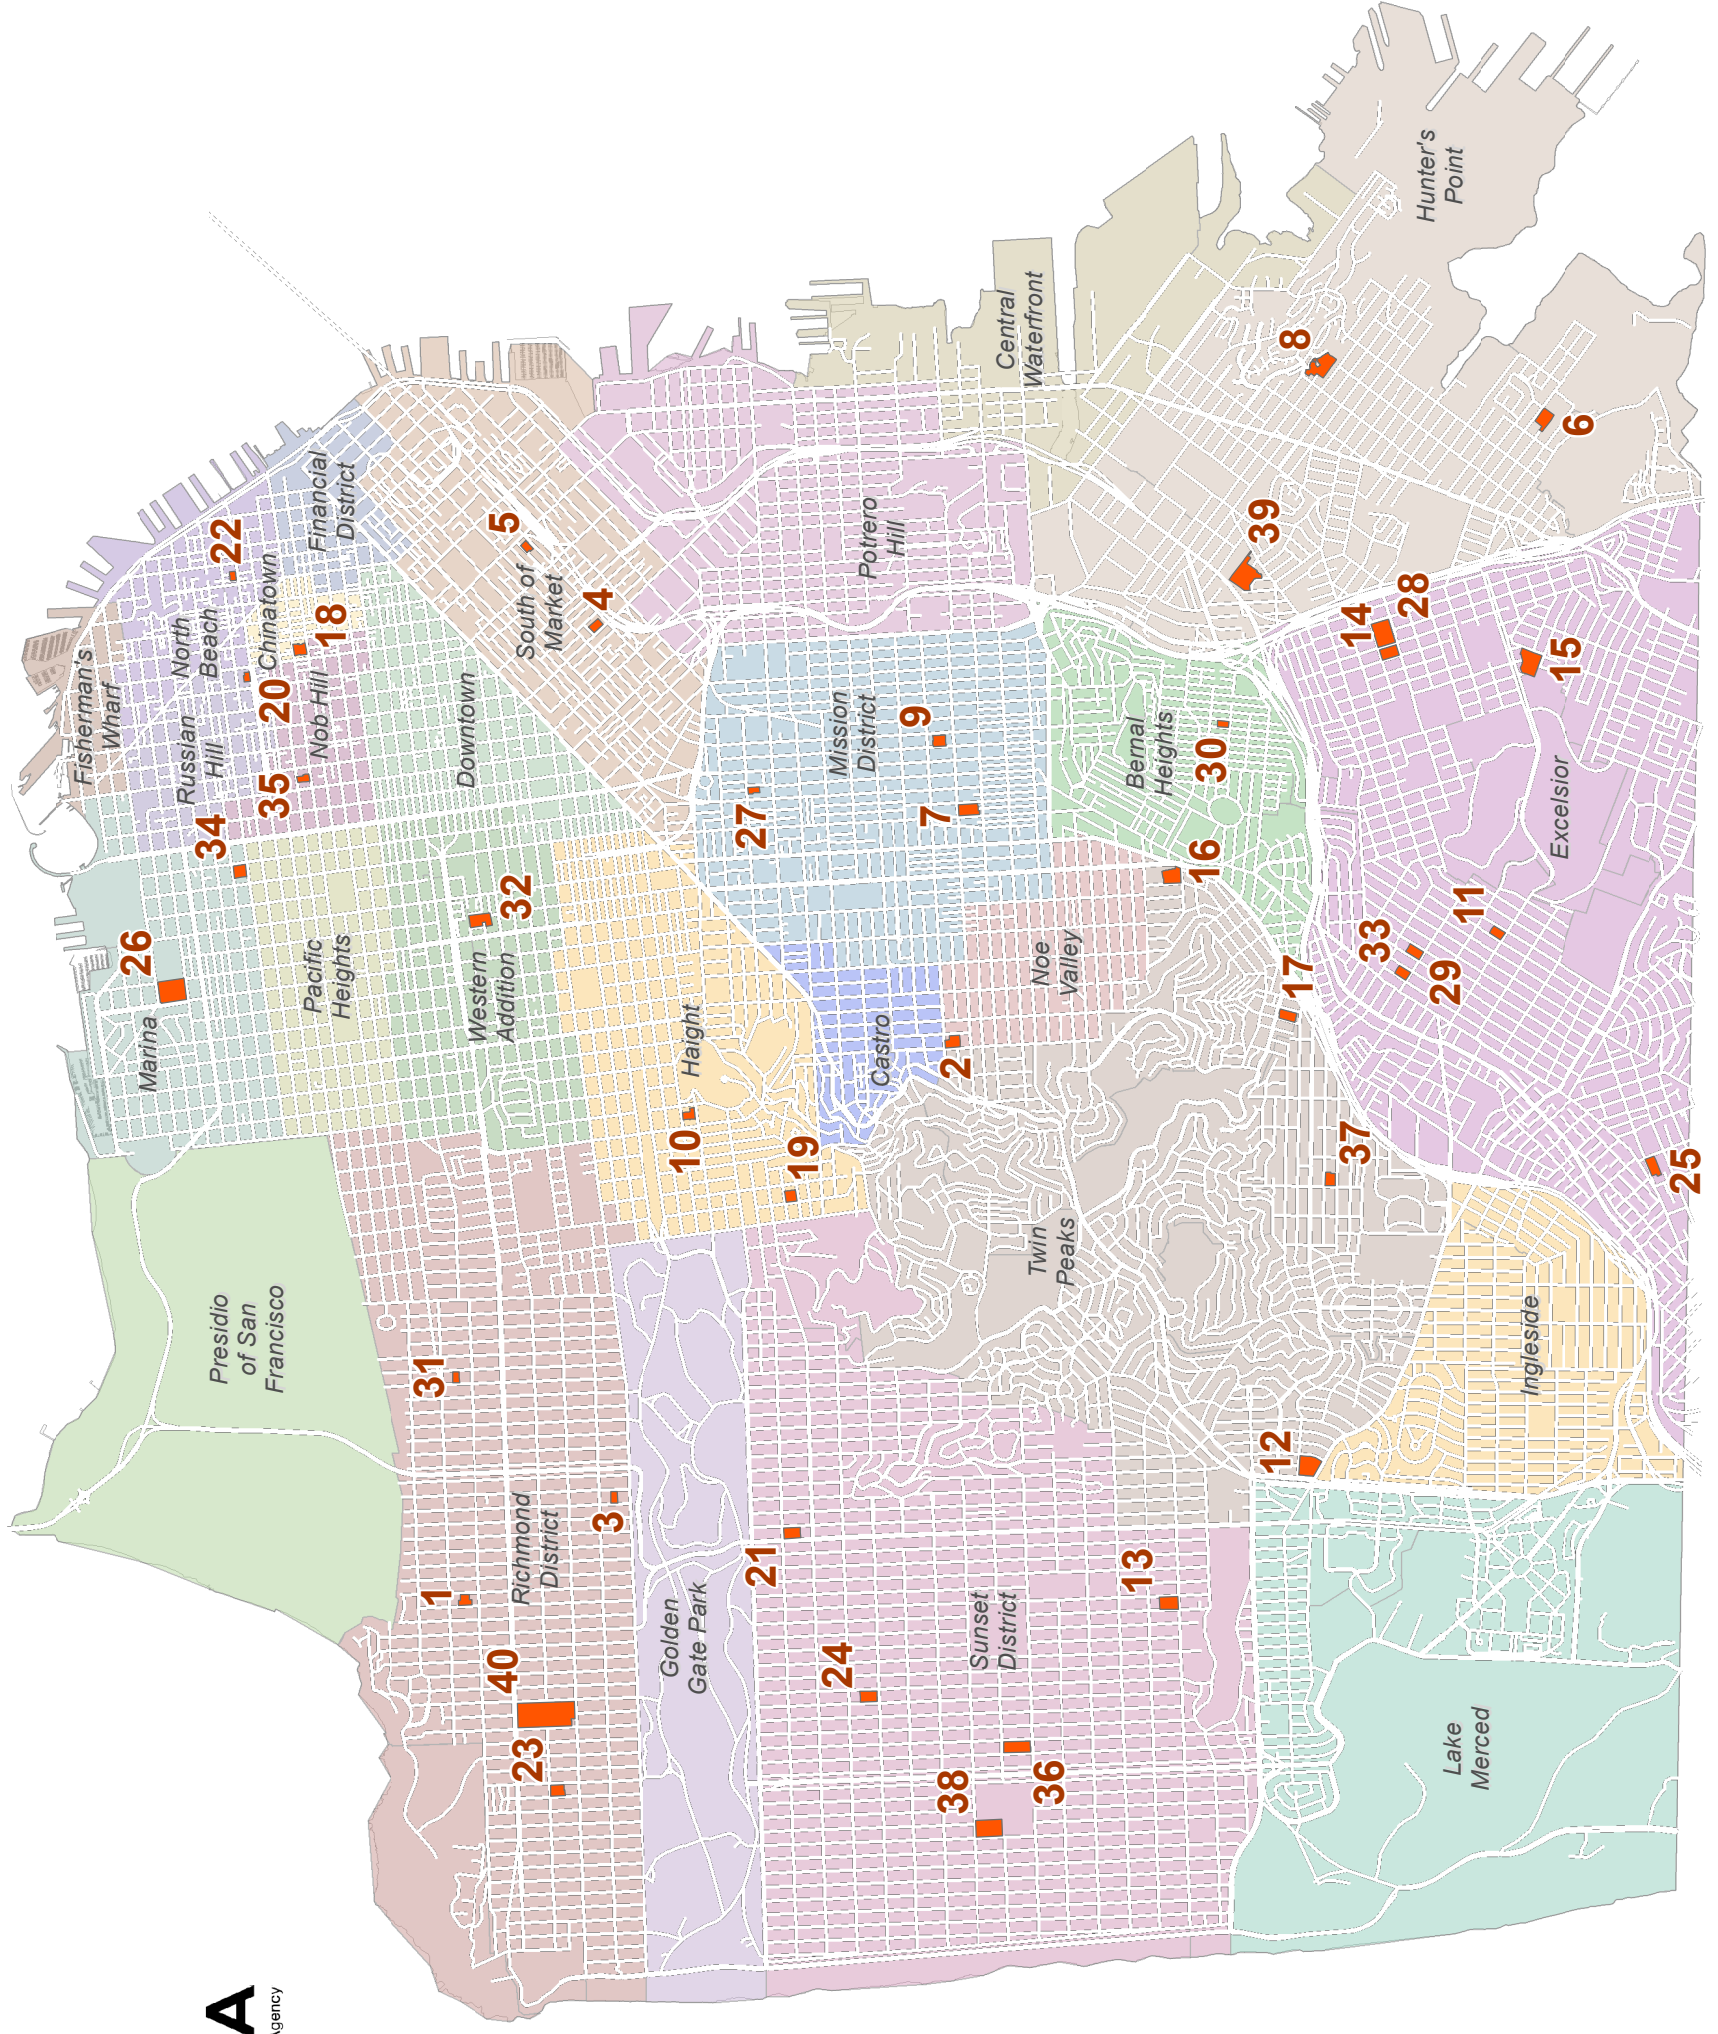 A
Agency
Fisherman's
Wharf
North
Beach
Russian
Hill
Chinatown
Nob Hill
Financial
District
Marina
Pacific
Heights
Presidio
of San
Francisco
Downtown
South of
Market
Western
Addition
Haight
Richmond
District
Golden
Gate Park
Castro
Mission
District
Potrero
Hill
Central
Waterfront
Noe
Valley
Bernal
Heights
Twin
Peaks
Sunset
District
Hunter's
Point
Excelsior
Ingleside
Lake
Merced
1
2
3
4
5
6
7
8
9
10
11
12
13
14
15
16
17
18
19
20
21
22
23
24
25
26
27
28
29
30
31
32
33
34
35
36
37
38
39
40